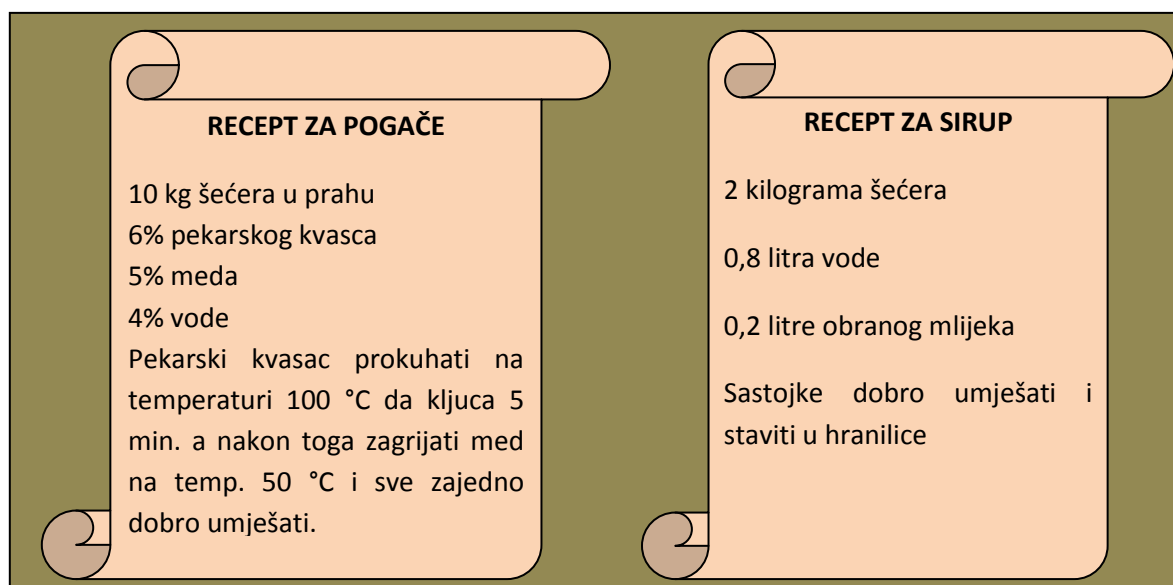 RECEPT ZA POGAČE
10 kg šećera u prahu
6% pekarskog kvasca
5% meda
4% vode
Pekarski kvasac prokuhati na
temperaturi 100 °C da kljuca 5
min. a nakon toga zagrijati med
na temp. 50 °C i sve zajedno
dobro umješati.
RECEPT ZA SIRUP
2 kilograma šećera
0,8 litra vode
0,2 litre obranog mlijeka
Sastojke dobro umješati i
staviti u hranilice